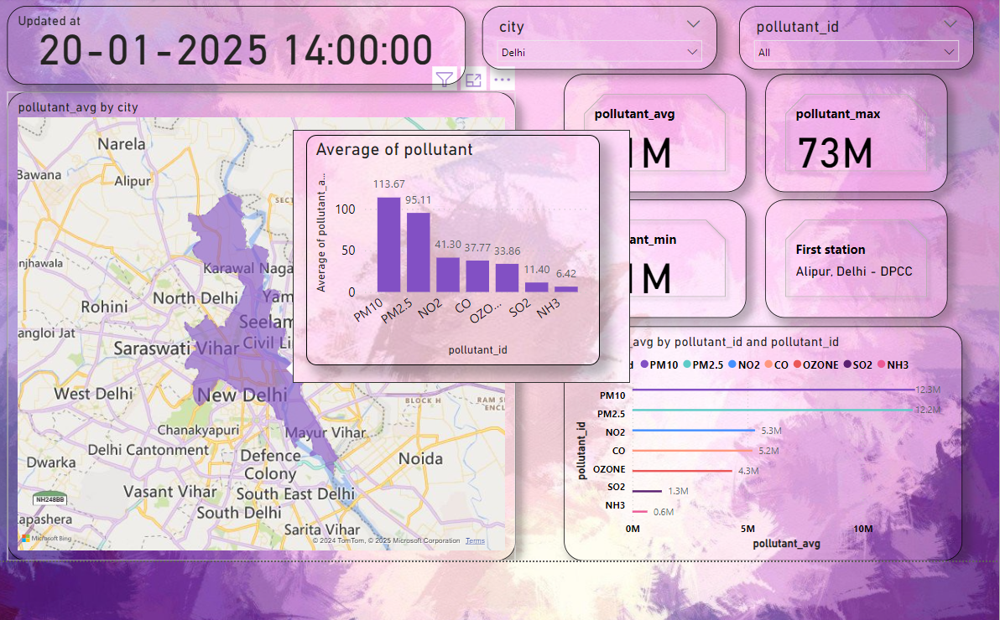 Updated at
20-01-2025 14:00:00
city
Delhi
pollutant_id
All
pollutant_avg by city
Narela
Bawana
Alipur
SECT
njhawala
Karawal Naga
Rohini
North Delhi
Yam
Seelam
angloi Jat
Saraswati Vihar
Civil Li
West Delhi
New Delhi
BLOCK H
RAM S
ENCL
Chanakyapuri
Mayur Vihar
Delhi Cantonment
Defence
Colony
Noida
Dwarka
Vasant Vihar
South East Delhi
NH248BB
South Delhi
apashera
Sarita Vihar
Microsoft Bing
© 2024 TomTom, © 2025 Microsoft Corporation Terms
Average of pollutant
Average of pollutant_a...
113.67
95.11
41.30
37.77
33.86
11.40
6.42
100
50
0
PM10
PM2.5
NO2
CO
OZO...
SO2
NH3
pollutant_id
pollutant_avg
1M
pollutant_max
73M
ant_min
1M
First station
Alipur, Delhi - DPCC
_avg by pollutant_id and pollutant_id
d PM10 PM2.5 NO2 CO OZONE SO2 NH3
pollutant_id
PM10 12.3M
PM2.5 12.2M
NO2 5.3M
CO 5.2M
OZONE 4.3M
SO2 1.3M
NH3 0.6M
0M 5M 10M
pollutant_avg